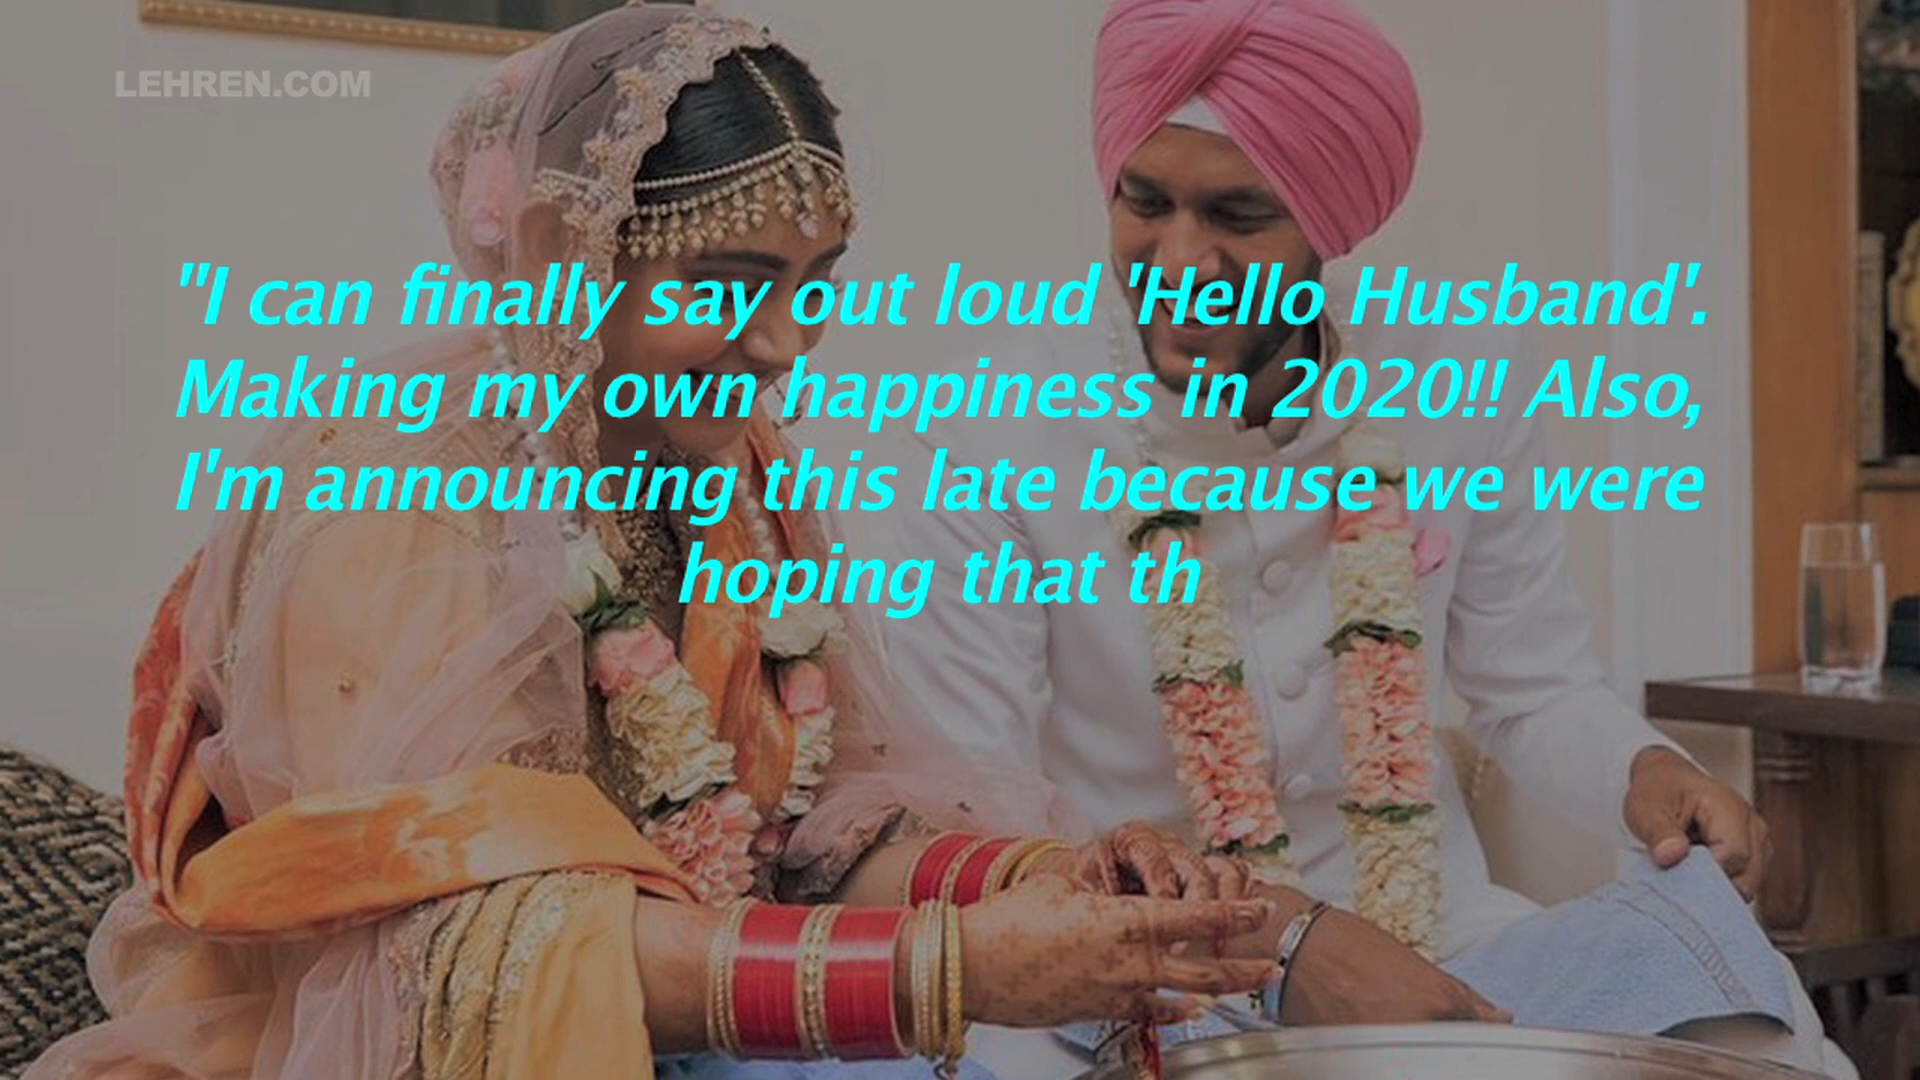 LEHREN.COM
"I can finally say out loud 'Hello Husband'.
Making my own happiness in 2020!! Also,
I'm announcing this late because we were
hoping that th